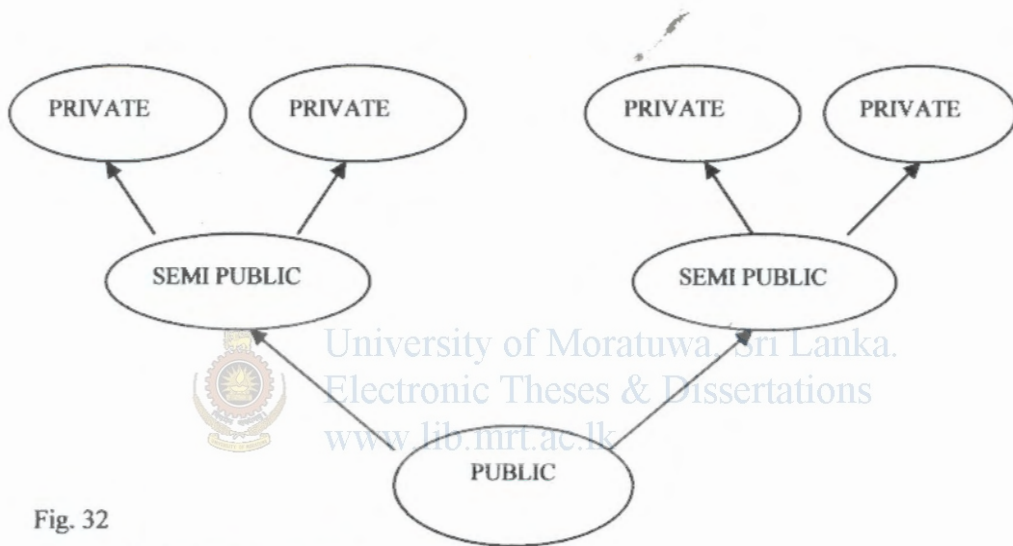 PRIVATE PRIVATE PRIVATE PRIVATE
SEMI PUBLIC SEMI PUBLIC
University of Moratuwa, Sri Lanka.
Electronic Theses & Dissertations
www.lib.mrt.ac.lk
PUBLIC
Fig. 32